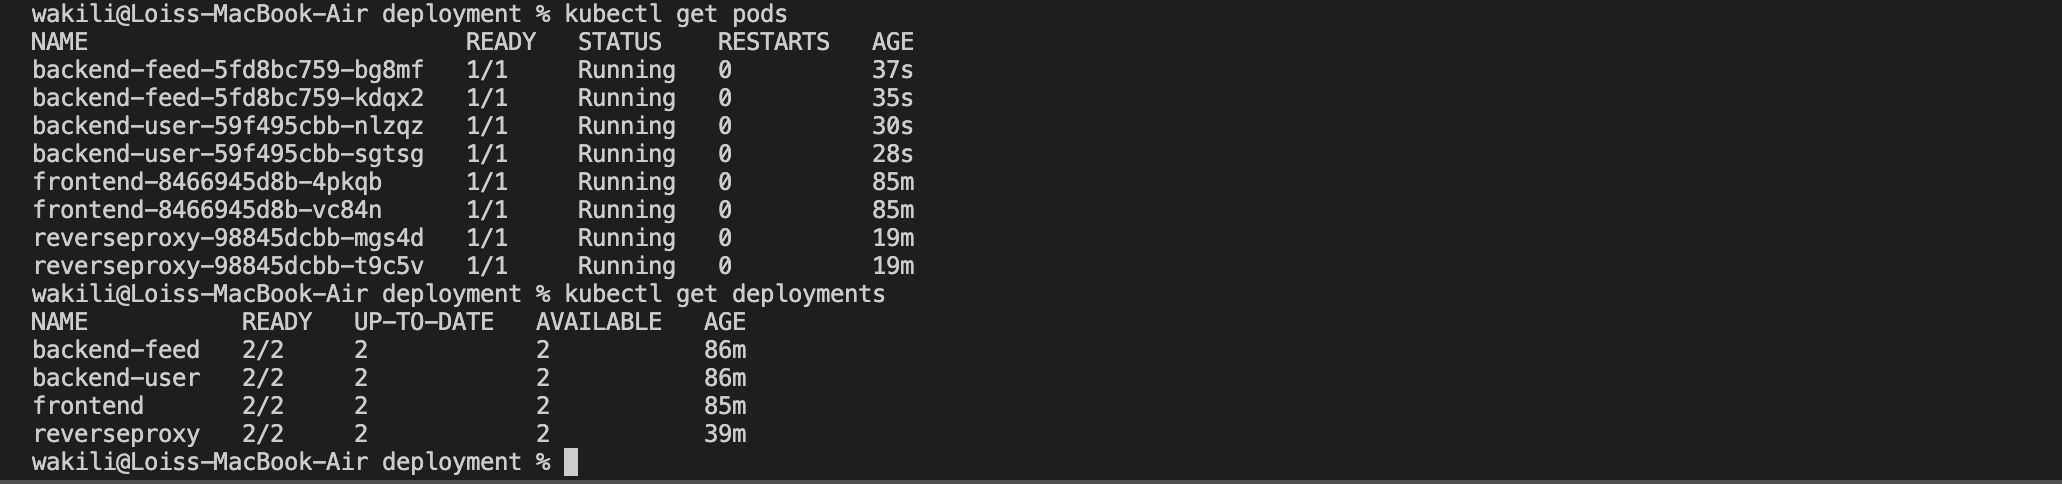 wakili@Loiss-MacBook-Air deployment % kubectl get pods
NAME                           READY   STATUS    RESTARTS   AGE
backend-feed-5fd8bc759-bg8mf   1/1     Running   0          37s
backend-feed-5fd8bc759-kdqx2   1/1     Running   0          35s
backend-user-59f495cbb-nlzqz   1/1     Running   0          30s
backend-user-59f495cbb-sgtsg   1/1     Running   0          28s
frontend-8466945d8b-4pkqb      1/1     Running   0          85m
frontend-8466945d8b-vc84n      1/1     Running   0          85m
reverseproxy-98845dcbb-mgs4d   1/1     Running   0          19m
reverseproxy-98845dcbb-t9c5v   1/1     Running   0          19m
wakili@Loiss-MacBook-Air deployment % kubectl get deployments
NAME           READY   UP-TO-DATE   AVAILABLE   AGE
backend-feed   2/2     2            2           86m
backend-user   2/2     2            2           86m
frontend       2/2     2            2           85m
reverseproxy   2/2     2            2           39m
wakili@Loiss-MacBook-Air deployment %